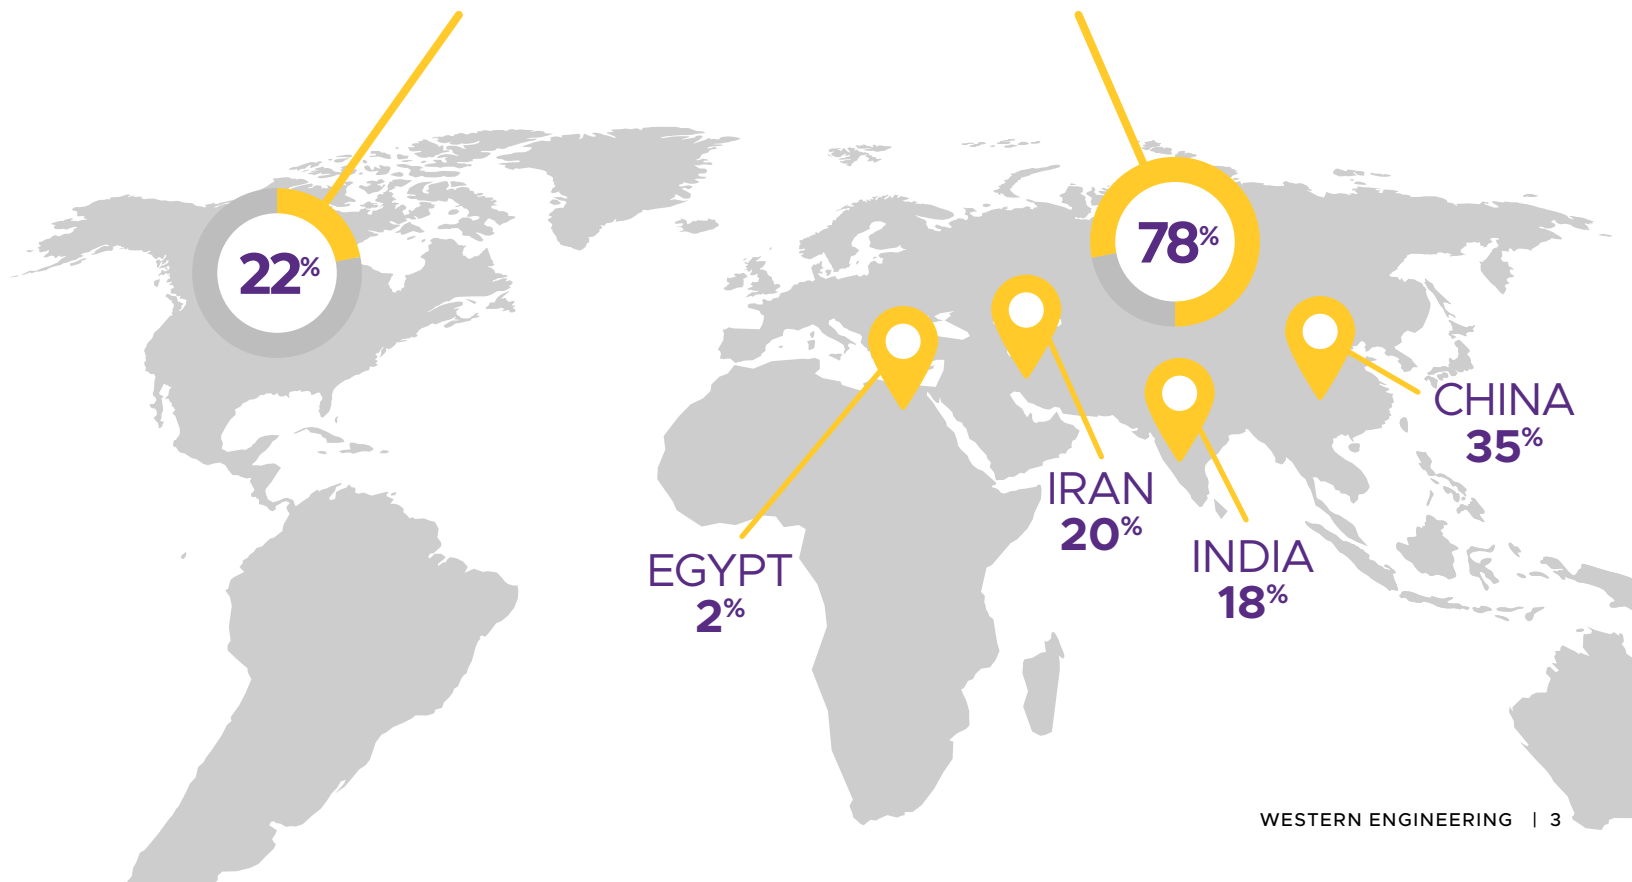 22%
78%
CHINA
35%
IRAN
20%
INDIA
18%
EGYPT
2%
WESTERN ENGINEERING | 3